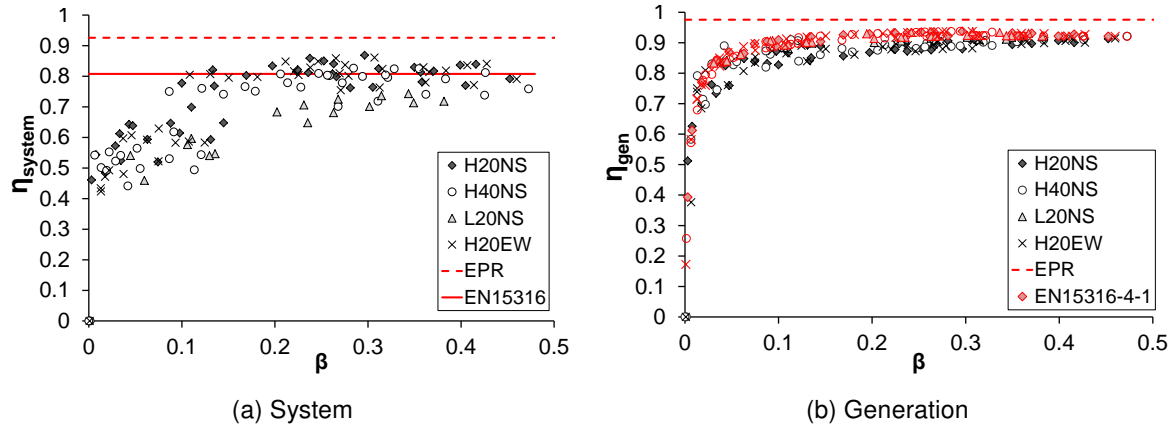 1
0.9
0.8
0.7
0.6
0.5
0.4
0.3
0.2
0.1
0
ηsystem
0 0.1 0.2 0.3 0.4 0.5
β
H20NS
H40NS
L20NS
H20EW
EPR
EN15316
(a) System
1
0.9
0.8
0.7
0.6
0.5
0.4
0.3
0.2
0.1
0
ηgen
0 0.1 0.2 0.3 0.4 0.5
β
H20NS
H40NS
L20NS
H20EW
EPR
EN15316-4-1
(b) Generation